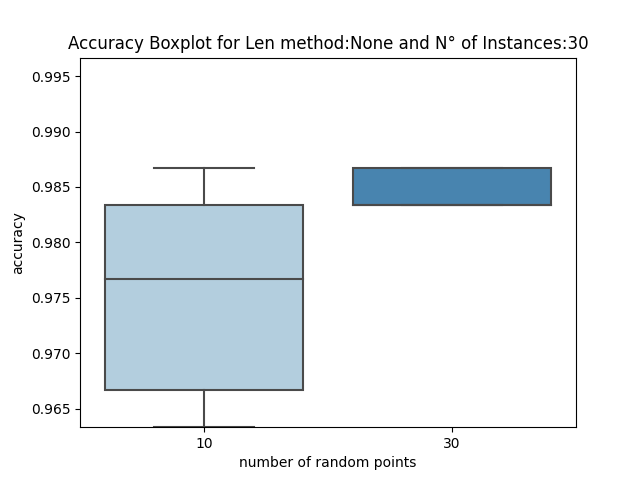 Accuracy Boxplot for Len method:None and N° of Instances:30
0.995
0.990
0.985
0.980
0.975
0.970
0.965
accuracy
10 30
number of random points